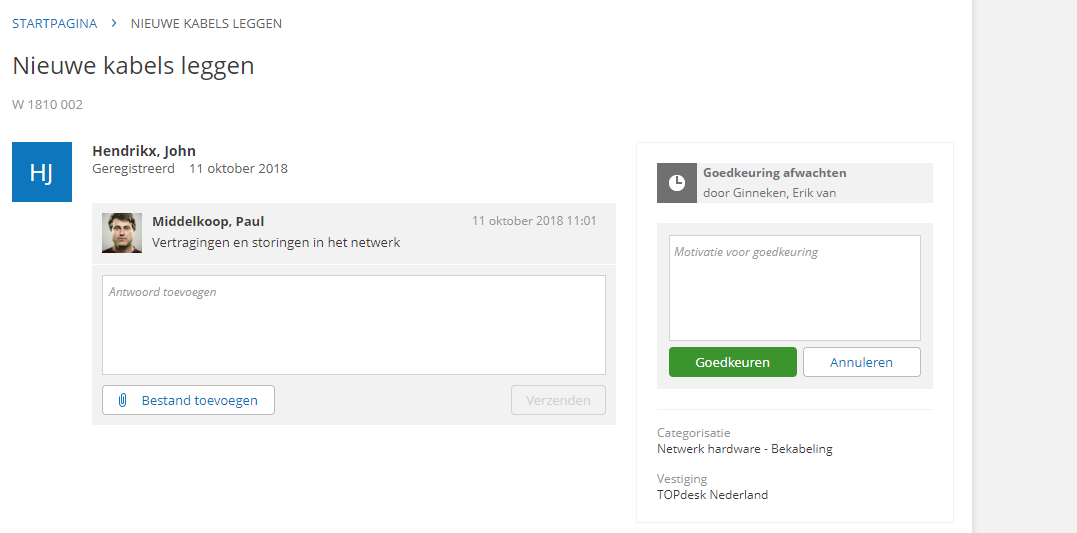 STARTPAGINA > NIEUWE KABELS LEGGEN
Nieuwe kabels leggen
W 1810 002
HJ
Hendrikx, John
Geregistreerd 11 oktober 2018
Middelkoop, Paul 11 oktober 2018 11:01
Vertragingen en storingen in het netwerk
Antwoord toevoegen
Bestand toevoegen
Verzenden
Goedkeuring afwachten
door Ginneken, Erik van
Motivatie voor goedkeuring
Goedkeuren
Annuleren
Categorisatie
Netwerk hardware - Bekabeling
Vestiging
TOPdesk Nederland